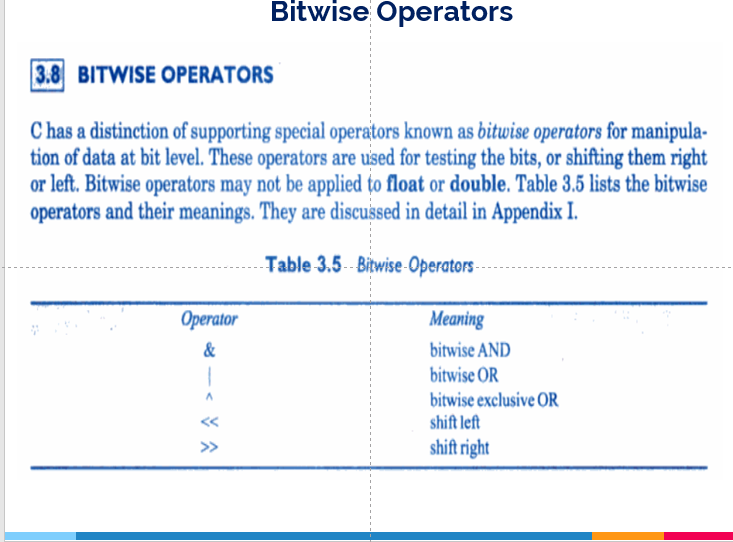 Bitwise Operators
3.8 BITWISE OPERATORS
C has a distinction of supporting special operators known as bitwise operators for manipula-
tion of data at bit level. These operators are used for testing the bits, or shifting them right
or left. Bitwise operators may not be applied to float or double. Table 3.5 lists the bitwise
operators and their meanings. They are discussed in detail in Appendix I.
Table 3.5 Bitwise Operators
Operator Meaning
& bitwise AND
| bitwise OR
^ bitwise exclusive OR
<< shift left
>> shift right